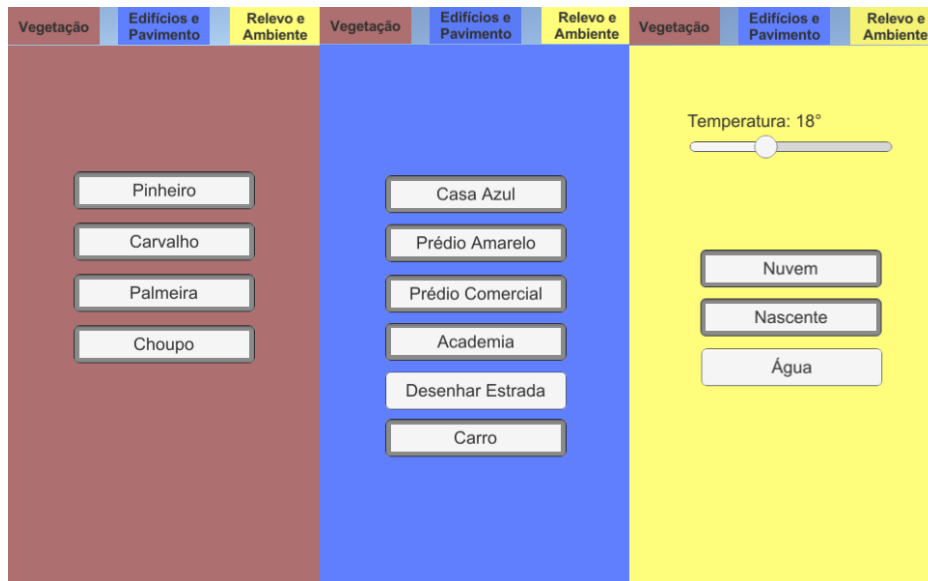 Vegetação
Edifícios e
Pavimento
Relevo e
Ambiente
Pinheiro
Carvalho
Palmeira
Choupo
Vegetação
Edifícios e
Pavimento
Relevo e
Ambiente
Casa Azul
Prédio Amarelo
Prédio Comercial
Academia
Desenhar Estrada
Carro
Vegetação
Edifícios e
Pavimento
Relevo e
Ambiente
Temperatura: 18°
Nuvem
Nascente
Água